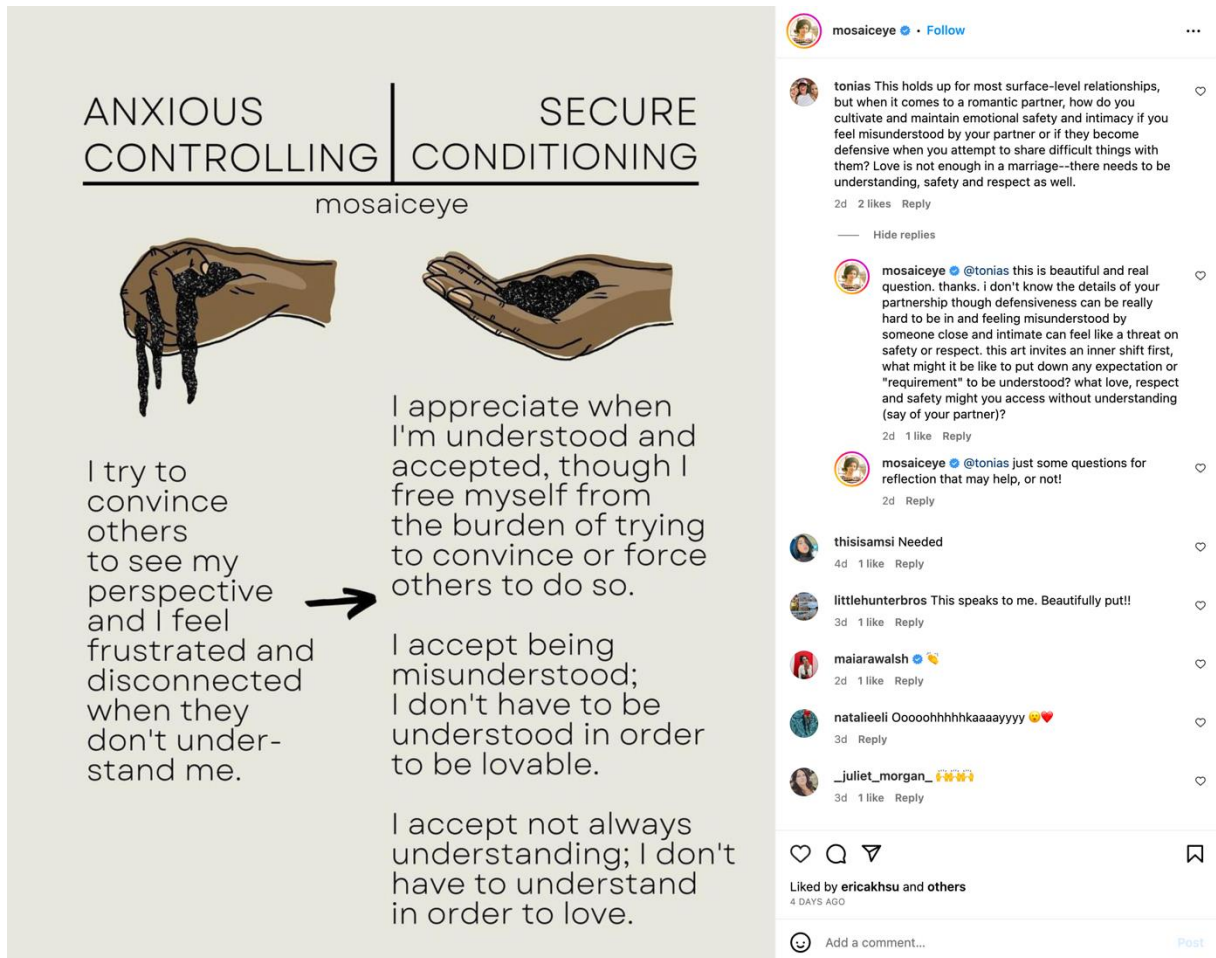 ANXIOUS
CONTROLLING
SECURE
CONDITIONING
mosaiceye
I try to
convince
others
to see my
perspective
and I feel
frustrated and
disconnected
when they
don't under-
stand me.
I appreciate when
I'm understood and
accepted, though I
free myself from
the burden of trying
to convince or force
others to do so.
I accept being
misunderstood;
I don't have to be
understood in order
to be lovable.
I accept not always
understanding; I don't
have to understand
in order to love.
mosaiceye • Follow
tonias This holds up for most surface-level relationships,
but when it comes to a romantic partner, how do you
cultivate and maintain emotional safety and intimacy if you
feel misunderstood by your partner or if they become
defensive when you attempt to share difficult things with
them? Love is not enough in a marriage--there needs to be
understanding, safety and respect as well.
2d 2 likes Reply
Hide replies
mosaiceye @tonias this is beautiful and real
question. thanks. i don't know the details of your
partnership though defensiveness can be really
hard to be in and feeling misunderstood by
someone close and intimate can feel like a threat on
safety or respect. this art invites an inner shift first,
what might it be like to put down any expectation or
"requirement" to be understood? what love, respect
and safety might you access without understanding
(say of your partner)?
2d 1 like Reply
mosaiceye @tonias just some questions for
reflection that may help, or not!
2d Reply
thisisamsi Needed
4d 1 like Reply
littlehunterbros This speaks to me. Beautifully put!!
3d 1 like Reply
maiarawalsh 👏
2d 1 like Reply
natalieeli Ooooohhhhhkaaaayyyy 😮❤️
3d Reply
_juliet_morgan_ 🙌🙌🙌
3d 1 like Reply
Liked by ericakhsu and others
4 DAYS AGO
Add a comment...
Post